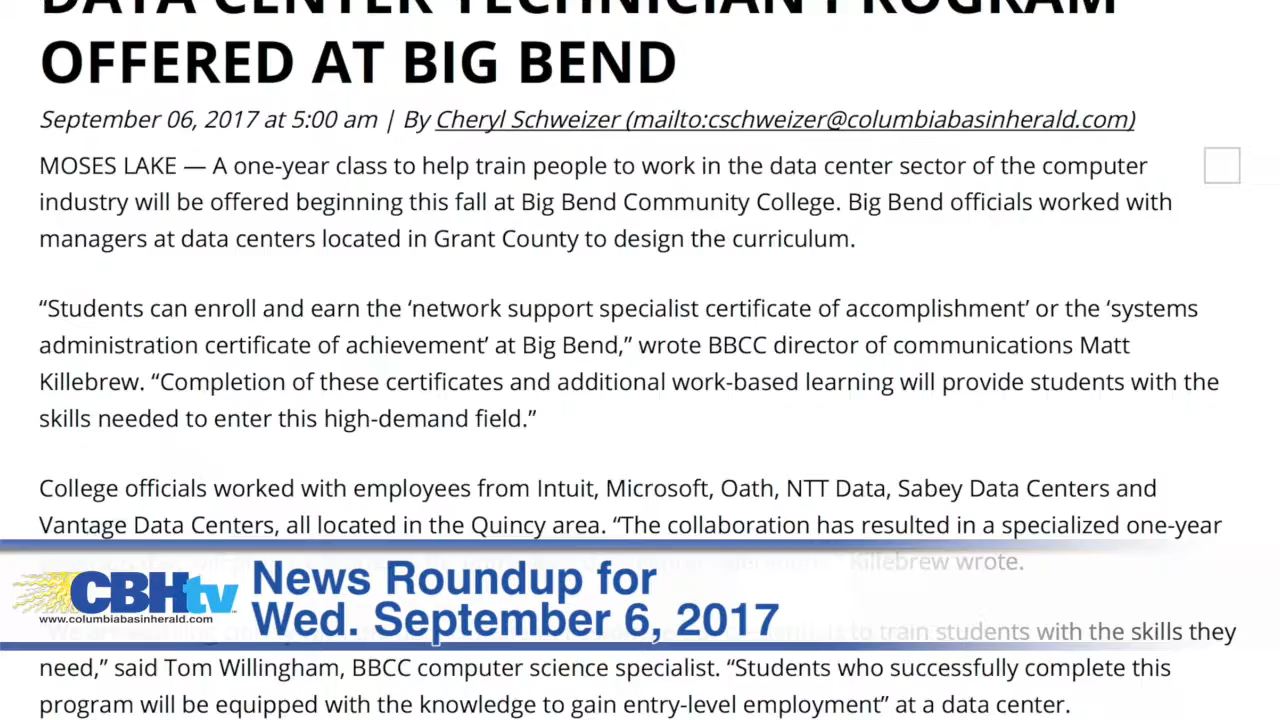 DATA CENTER TECHNICIAN PROGRAM
OFFERED AT BIG BEND
September 06, 2017 at 5:00 am | By Cheryl Schweizer (mailto:cschweizer@columbiabasinherald.com)
MOSES LAKE — A one-year class to help train people to work in the data center sector of the computer
industry will be offered beginning this fall at Big Bend Community College. Big Bend officials worked with
managers at data centers located in Grant County to design the curriculum.
“Students can enroll and earn the ‘network support specialist certificate of accomplishment’ or the ‘systems
administration certificate of achievement’ at Big Bend,” wrote BBCC director of communications Matt
Killebrew. “Completion of these certificates and additional work-based learning will provide students with the
skills needed to enter this high-demand field.”
College officials worked with employees from Intuit, Microsoft, Oath, NTT Data, Sabey Data Centers and
Vantage Data Centers, all located in the Quincy area. “The collaboration has resulted in a specialized one-year
Killebrew wrote.
CBHtv
www.columbiabasinherald.com
News Roundup for
Wed. September 6, 2017
to train students with the skills they
need,” said Tom Willingham, BBCC computer science specialist. “Students who successfully complete this
program will be equipped with the knowledge to gain entry-level employment” at a data center.